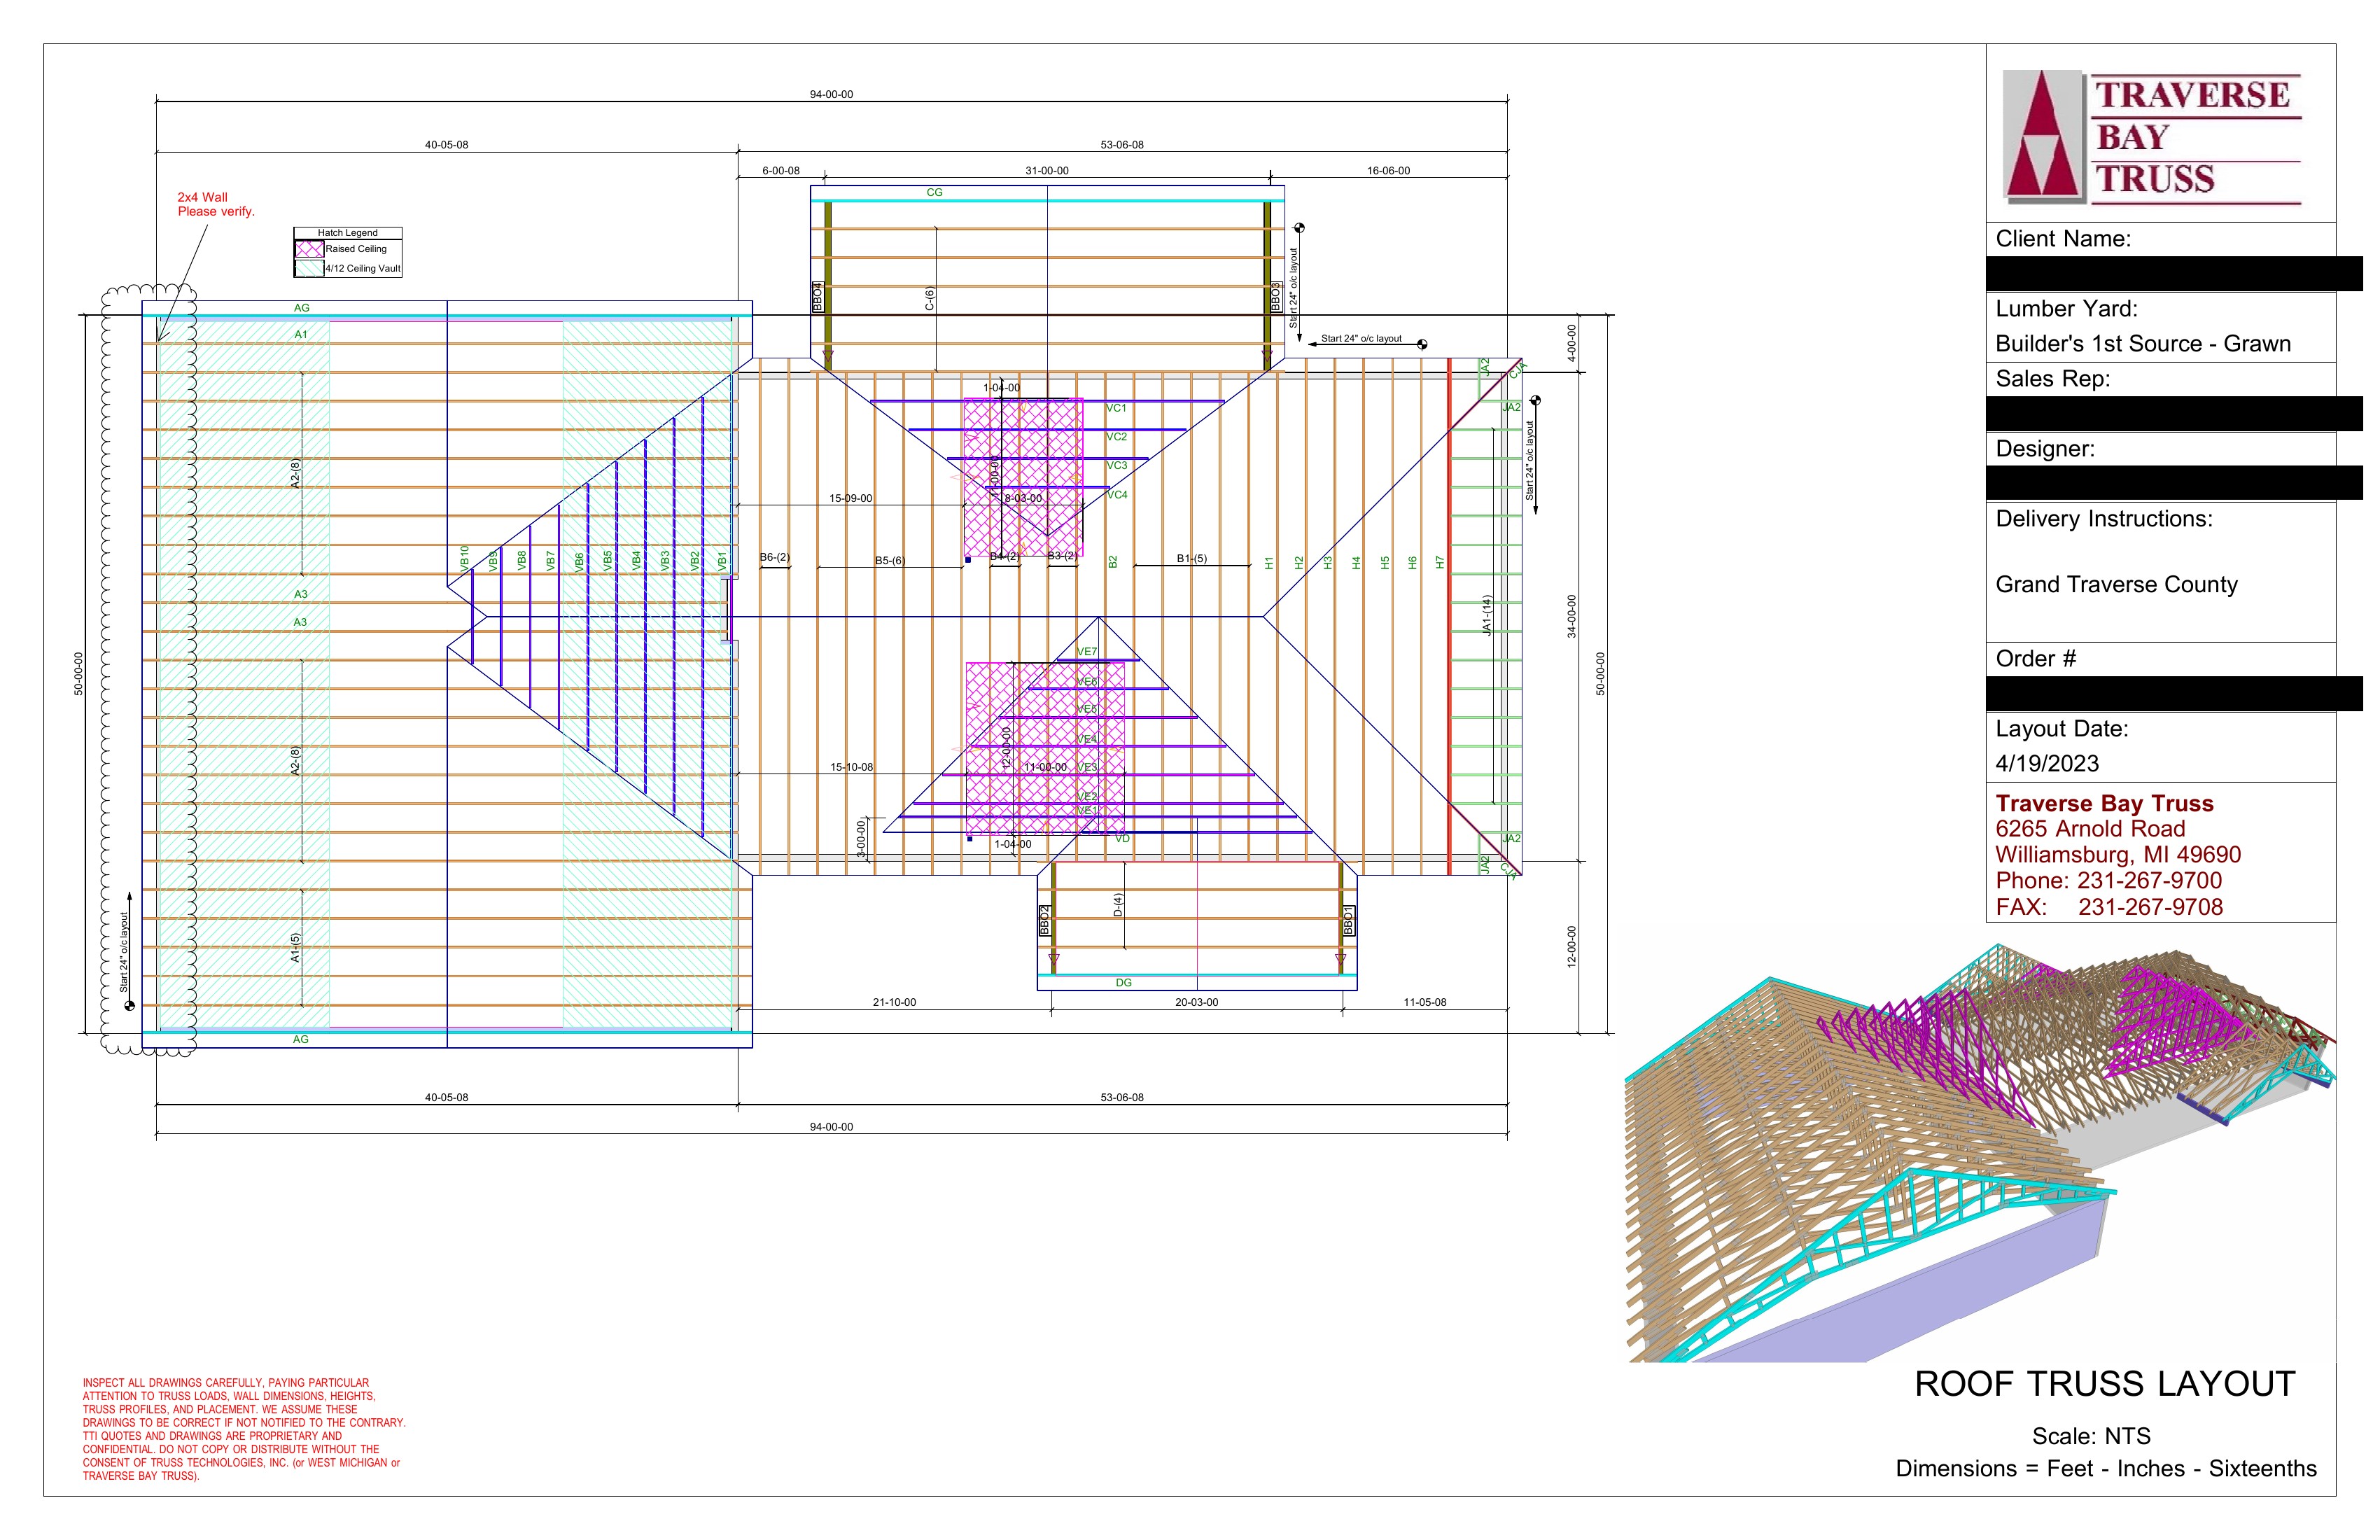 94-00-00
40-05-08
53-06-08
6-00-08
31-00-00
16-06-00
2x4 Wall
Please verify.
Hatch Legend
Raised Ceiling
4/12 Ceiling Vault
CG
BBO4
C-(6)
BBO3
Start 24" o/c layout
Start 24" o/c layout
4-00-00
AG
A1
A2-(8)
A3
A3
A2-(8)
A1-(5)
AG
50-00-00
Start 24" o/c layout
VB10
VB9
VB8
VB7
VB6
VB5
VB4
VB3
VB2
VB1
1-04-00
VC1
VC2
VC3
VC4
11-00-00
8-03-00
15-09-00
B6-(2)
B5-(6)
B4-(2)
B3-(2)
B2
B1-(5)
H1
H2
H3
H4
H5
H6
H7
JA2
CJA
JA2
Start 24" o/c layout
JA1-(14)
34-00-00
50-00-00
VE7
VE6
VE5
VE4
VE3
VE2
VE1
VD
12-00-00
11-00-00
15-10-08
3-00-00
1-04-00
JA2
JA2
CJA
BBO2
D-(4)
BBO1
DG
12-00-00
21-10-00
20-03-00
11-05-08
40-05-08
53-06-08
94-00-00
INSPECT ALL DRAWINGS CAREFULLY, PAYING PARTICULAR
ATTENTION TO TRUSS LOADS, WALL DIMENSIONS, HEIGHTS,
TRUSS PROFILES, AND PLACEMENT. WE ASSUME THESE
DRAWINGS TO BE CORRECT IF NOT NOTIFIED TO THE CONTRARY.
TTI QUOTES AND DRAWINGS ARE PROPRIETARY AND
CONFIDENTIAL. DO NOT COPY OR DISTRIBUTE WITHOUT THE
CONSENT OF TRUSS TECHNOLOGIES, INC. (or WEST MICHIGAN or
TRAVERSE BAY TRUSS).
TRAVERSE
BAY
TRUSS
Client Name:
Lumber Yard:
Builder's 1st Source - Grawn
Sales Rep:
Designer:
Delivery Instructions:
Grand Traverse County
Order #
Layout Date:
4/19/2023
Traverse Bay Truss
6265 Arnold Road
Williamsburg, MI 49690
Phone: 231-267-9700
FAX: 231-267-9708
ROOF TRUSS LAYOUT
Scale: NTS
Dimensions = Feet - Inches - Sixteenths